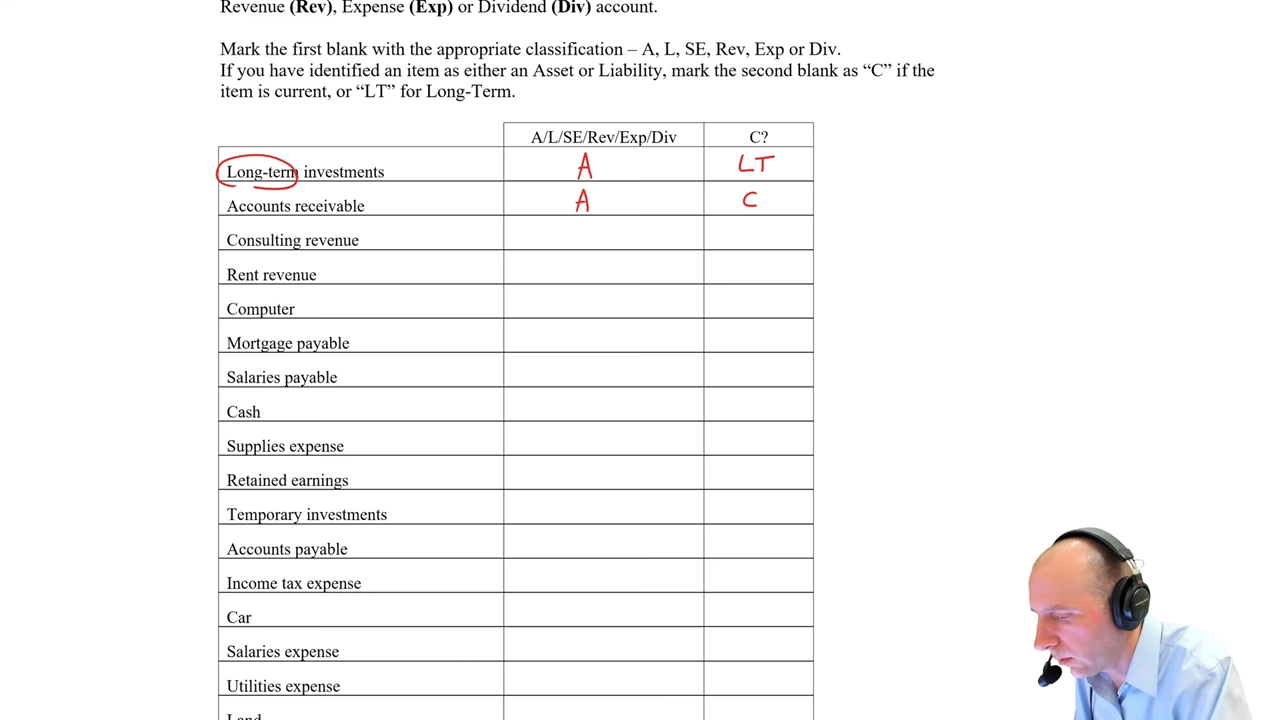 Revenue (Rev), Expense (Exp) or Dividend (Div) account.
Mark the first blank with the appropriate classification – A, L, SE, Rev, Exp or Div.
If you have identified an item as either an Asset or Liability, mark the second blank as “C” if the
item is current, or “LT” for Long-Term.
A/L/SE/Rev/Exp/Div C?
Long-term investments A LT
Accounts receivable A C
Consulting revenue
Rent revenue
Computer
Mortgage payable
Salaries payable
Cash
Supplies expense
Retained earnings
Temporary investments
Accounts payable
Income tax expense
Car
Salaries expense
Utilities expense
Land